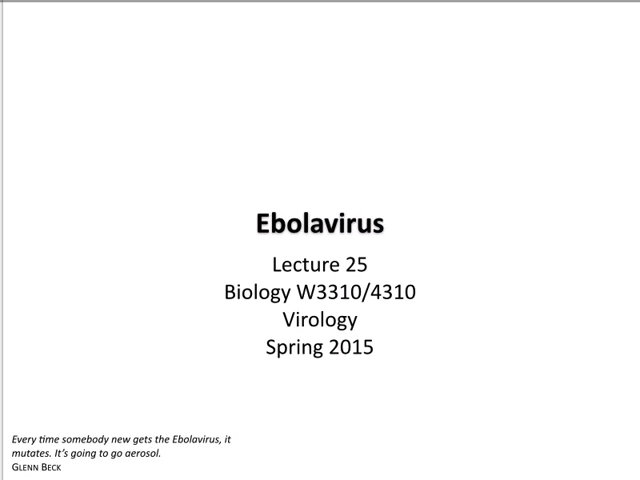 Ebolavirus
Lecture 25
Biology W3310/4310
Virology
Spring 2015
Every time somebody new gets the Ebolavirus, it
mutates. It's going to go aerosol.
GLENN BECK